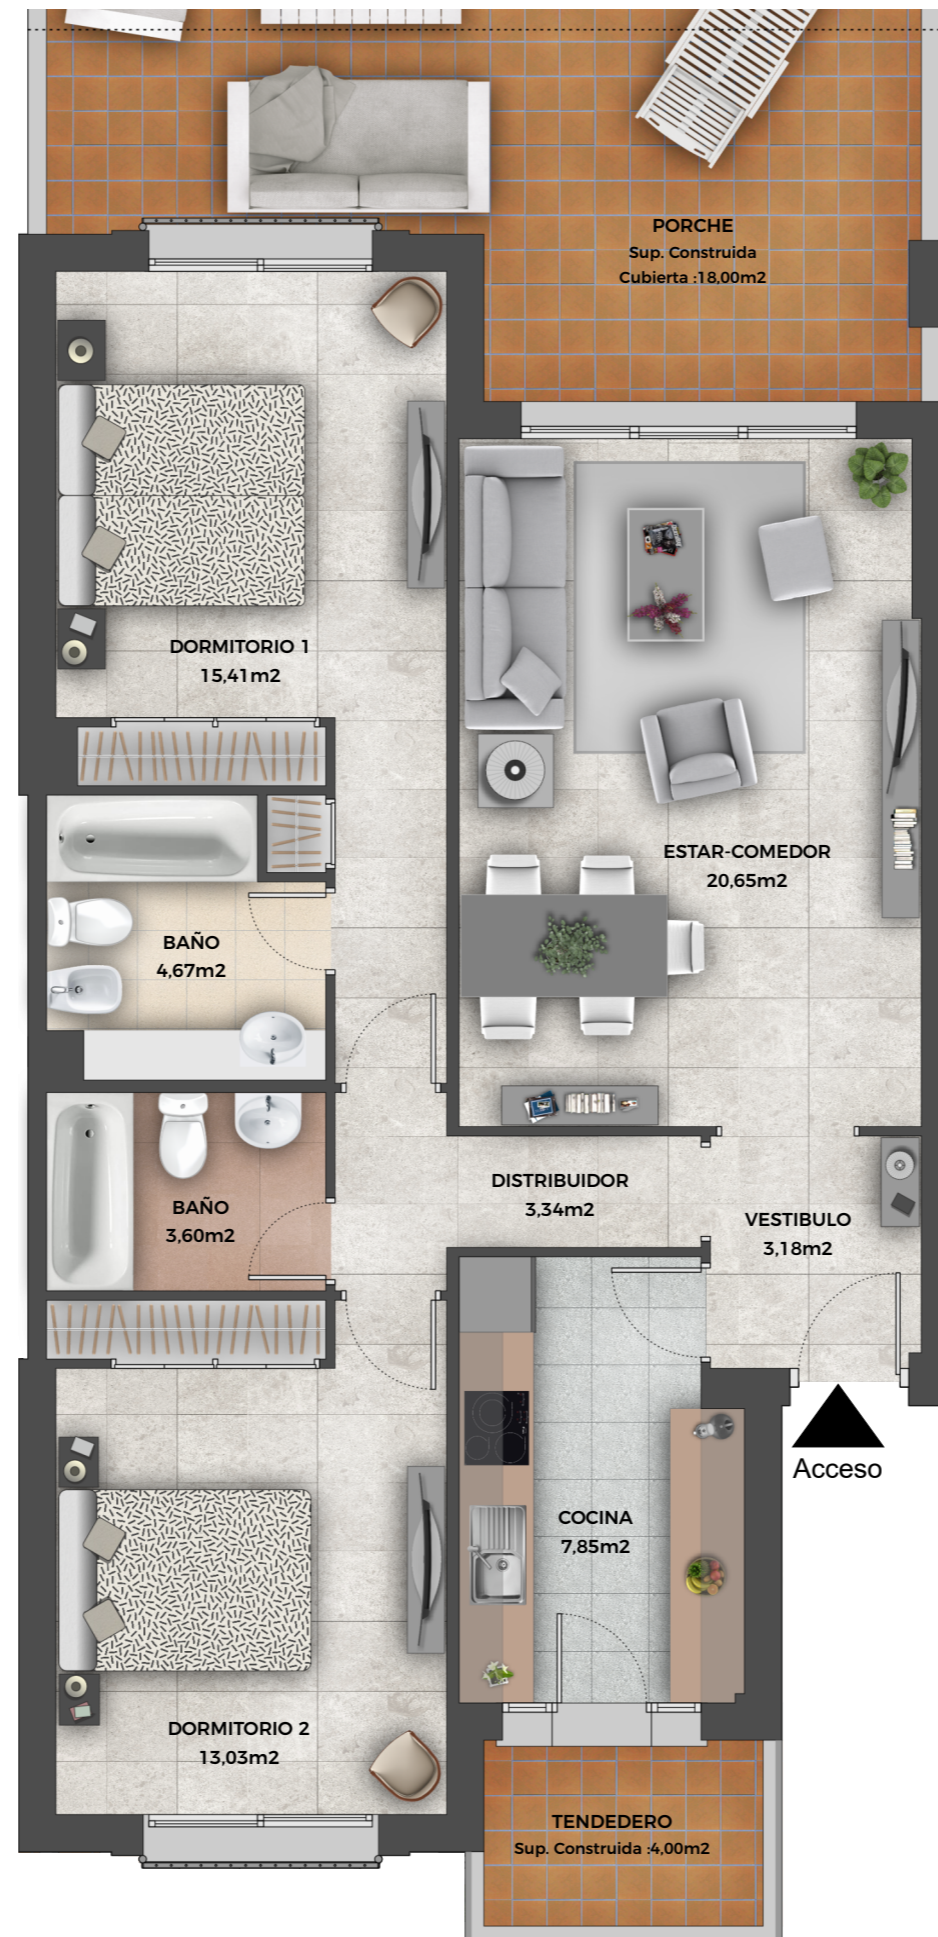 PORCHE
Sup. Construida
Cubierta :18,00m2
DORMITORIO 1
15,41m2
ESTAR-COMEDOR
20,65m2
BAÑO
4,67m2
DISTRIBUIDOR
3,34m2
BAÑO
3,60m2
VESTIBULO
3,18m2
Acceso
COCINA
7,85m2
DORMITORIO 2
13,03m2
TENDEDERO
Sup. Construida :4,00m2